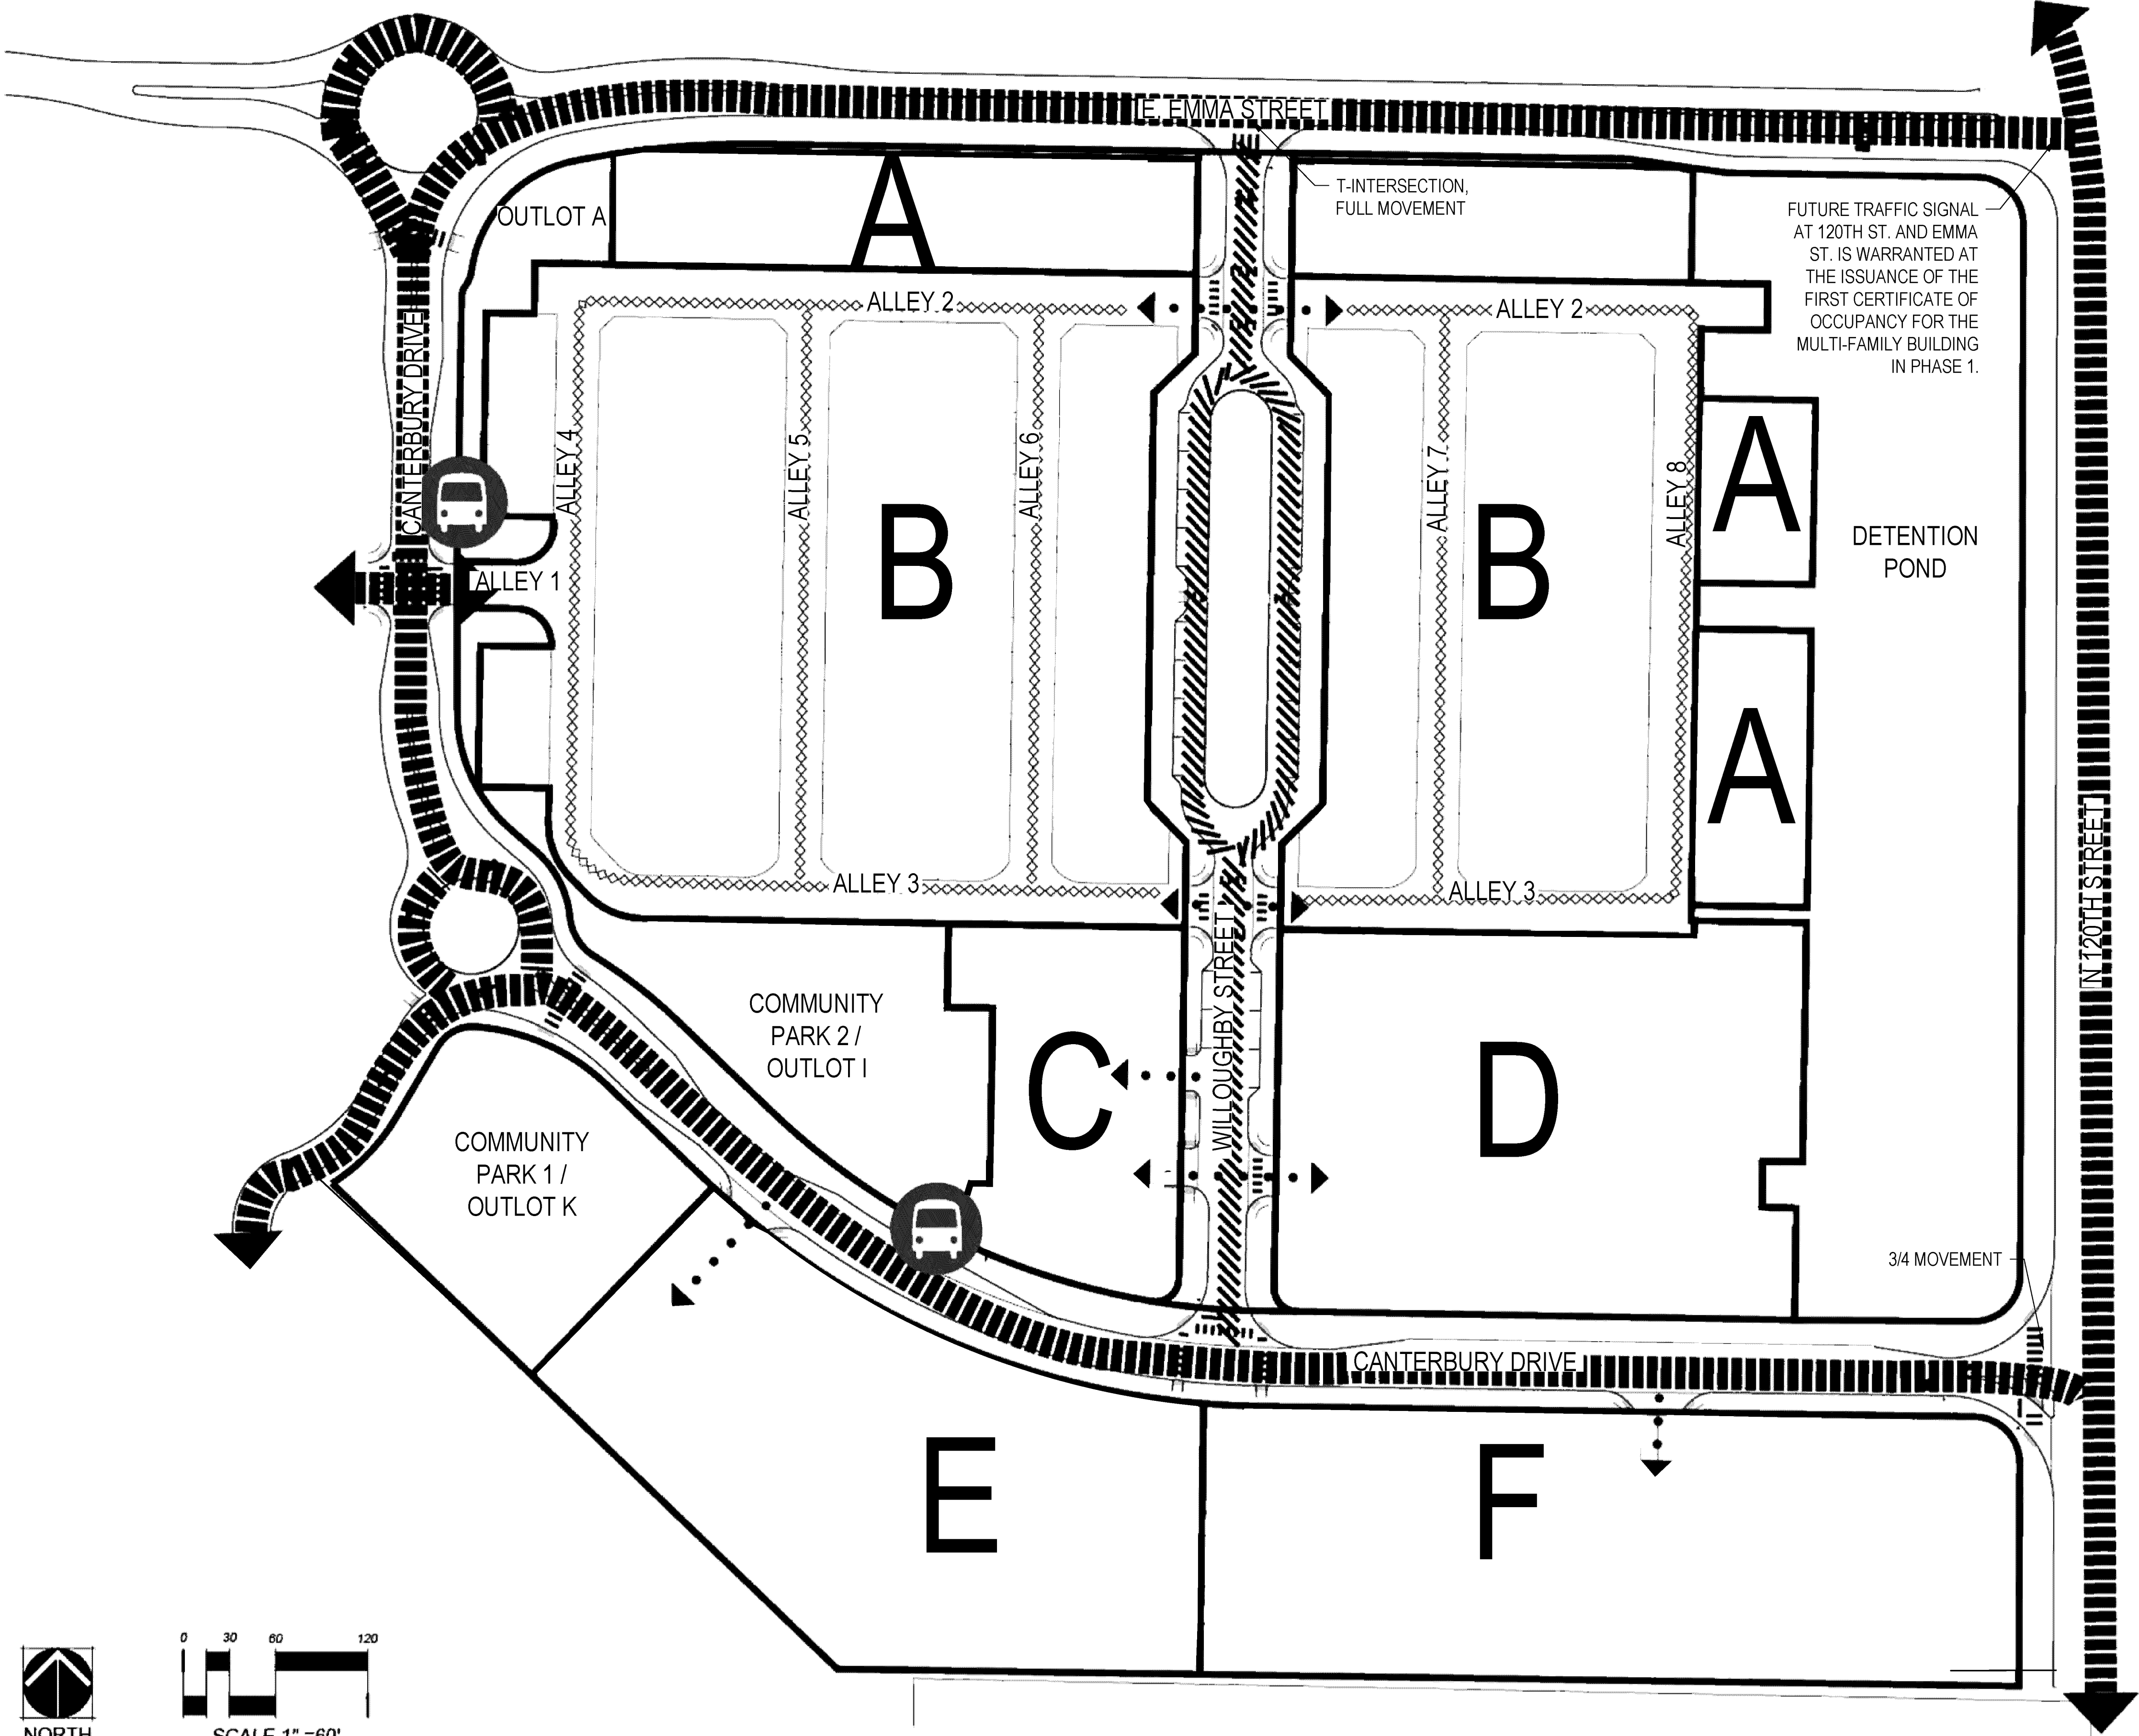 E. EMMA STREET
T-INTERSECTION,
FULL MOVEMENT
OUTLOT A
A
FUTURE TRAFFIC SIGNAL
AT 120TH ST. AND EMMA
ST. IS WARRANTED AT
THE ISSUANCE OF THE
FIRST CERTIFICATE OF
OCCUPANCY FOR THE
MULTI-FAMILY BUILDING
IN PHASE 1.
ALLEY 2
ALLEY 2
CANTERBURY DRIVE
ALLEY 4
ALLEY 5
ALLEY 6
ALLEY 7
ALLEY 8
A
B
B
DETENTION
POND
ALLEY 1
A
ALLEY 3
ALLEY 3
N 120TH STREET
WILLOUGHBY STREET
COMMUNITY
PARK 2 /
OUTLOT I
C
D
COMMUNITY
PARK 1 /
OUTLOT K
3/4 MOVEMENT
CANTERBURY DRIVE
E
F
0 30 60 120
NORTH
SCALE 1" =60'